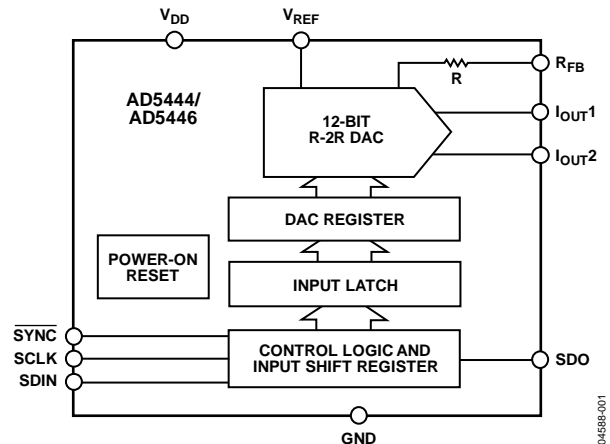 VDD
VREF
RFB
R
AD5444/
AD5446
12-BIT
R-2R DAC
IOUT1
IOUT2
DAC REGISTER
POWER-ON
RESET
INPUT LATCH
SYNC
SCLK
SDIN
CONTROL LOGIC AND
INPUT SHIFT REGISTER
SDO
GND
04588-001